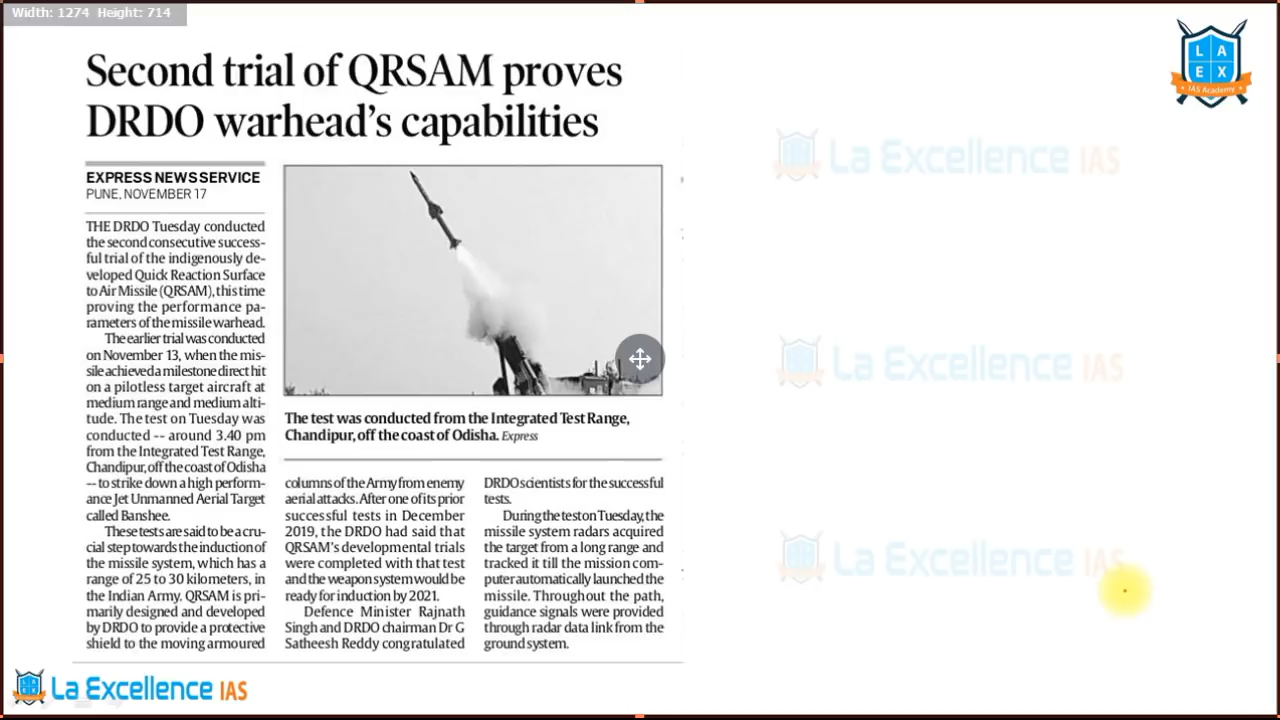 Width: 1274 Height: 714
L A
E X
IAS Academy
Second trial of QRSAM proves
DRDO warhead's capabilities
EXPRESS NEWS SERVICE
PUNE, NOVEMBER 17
THE DRDO Tuesday conducted
the second consecutive success-
ful trial of the indigenously de-
veloped Quick Reaction Surface
to Air Missile (QRSAM), this time
proving the performance pa-
rameters of the missile warhead.
The earlier trial was conducted
on November 13, when the mis-
sile achieved a milestone direct hit
on a pilotless target aircraft at
medium range and medium alti-
tude. The test on Tuesday was
conducted -- around 3.40 pm
from the Integrated Test Range,
Chandipur, off the coast of Odisha
-- to strike down a high perform-
ance Jet Unmanned Aerial Target
called Banshee.
These tests are said to be a cru-
cial step towards the induction of
the missile system, which has a
range of 25 to 30 kilometers, in
the Indian Army. QRSAM is pri-
marily designed and developed
by DRDO to provide a protective
shield to the moving armoured
The test was conducted from the Integrated Test Range,
Chandipur, off the coast of Odisha. Express
columns of the Army from enemy
aerial attacks. After one of its prior
successful tests in December
2019, the DRDO had said that
QRSAM's developmental trials
were completed with that test
and the weapon system would be
ready for induction by 2021.
Defence Minister Rajnath
Singh and DRDO chairman Dr G
Satheesh Reddy congratulated
DRDO scientists for the successful
tests.
During the test on Tuesday, the
missile system radars acquired
the target from a long range and
tracked it till the mission com-
puter automatically launched the
missile. Throughout the path,
guidance signals were provided
through radar data link from the
ground system.
La Excellence IAS
La Excellence IAS
La Excellence IAS
La Excellence IAS